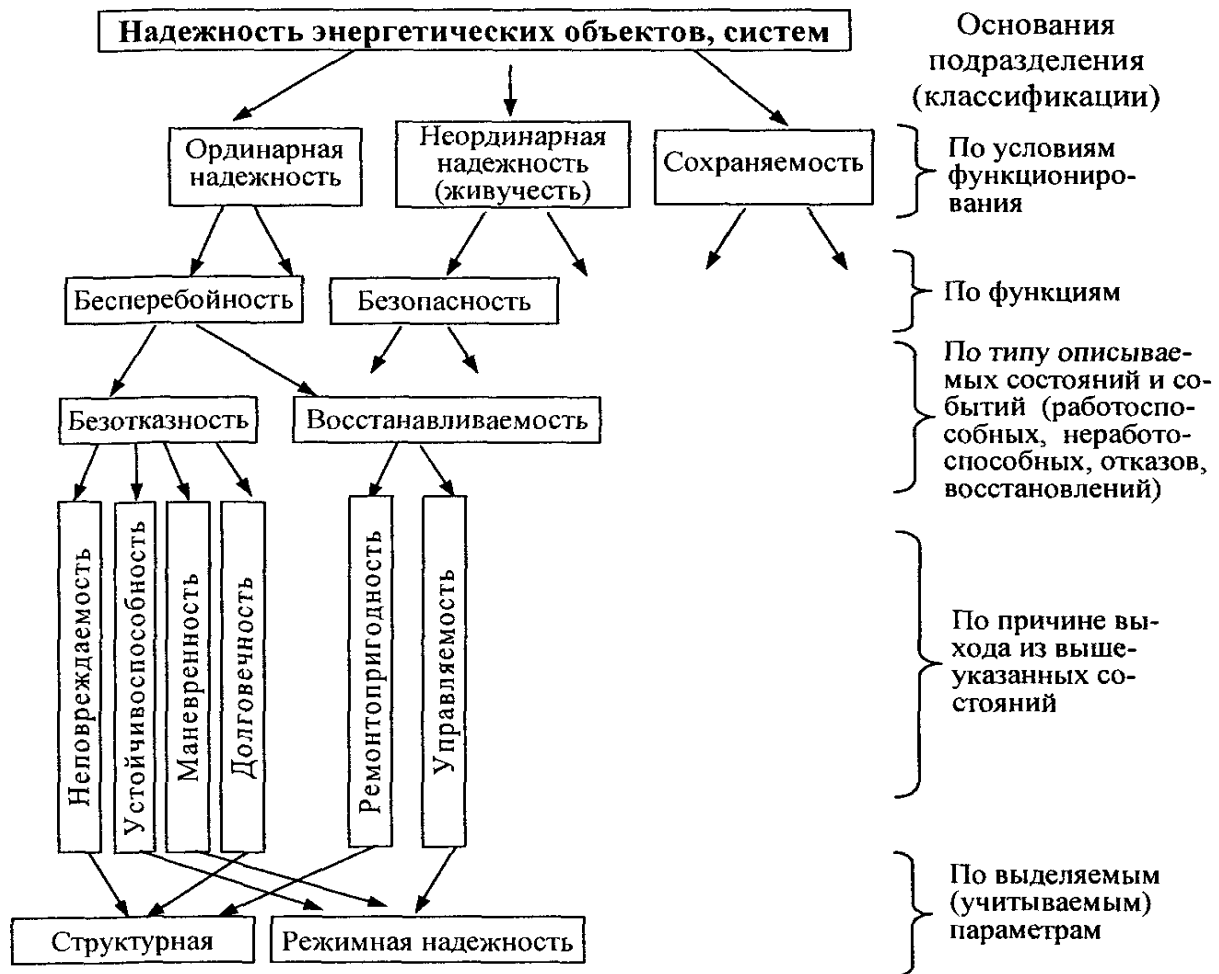 Надежность энергетических объектов, систем
Основания
подразделения
(классификации)
Ординарная
надежность
Неординарная
надежность
(живучесть)
Сохраняемость
По условиям
функциониро-
вания
Бесперебойность
Безопасность
По функциям
Безотказность
Восстанавливаемость
По типу описывае-
мых состояний и со-
бытий (работоспо-
собных, неработо-
способных, отказов,
восстановлений)
Неповреждаемость
Устойчивоспособность
Маневренность
Долговечность
Ремонтопригодность
Управляемость
По причине вы-
хода из выше-
указанных со-
стояний
Структурная
Режимная надежность
По выделяемым
(учитываемым)
параметрам